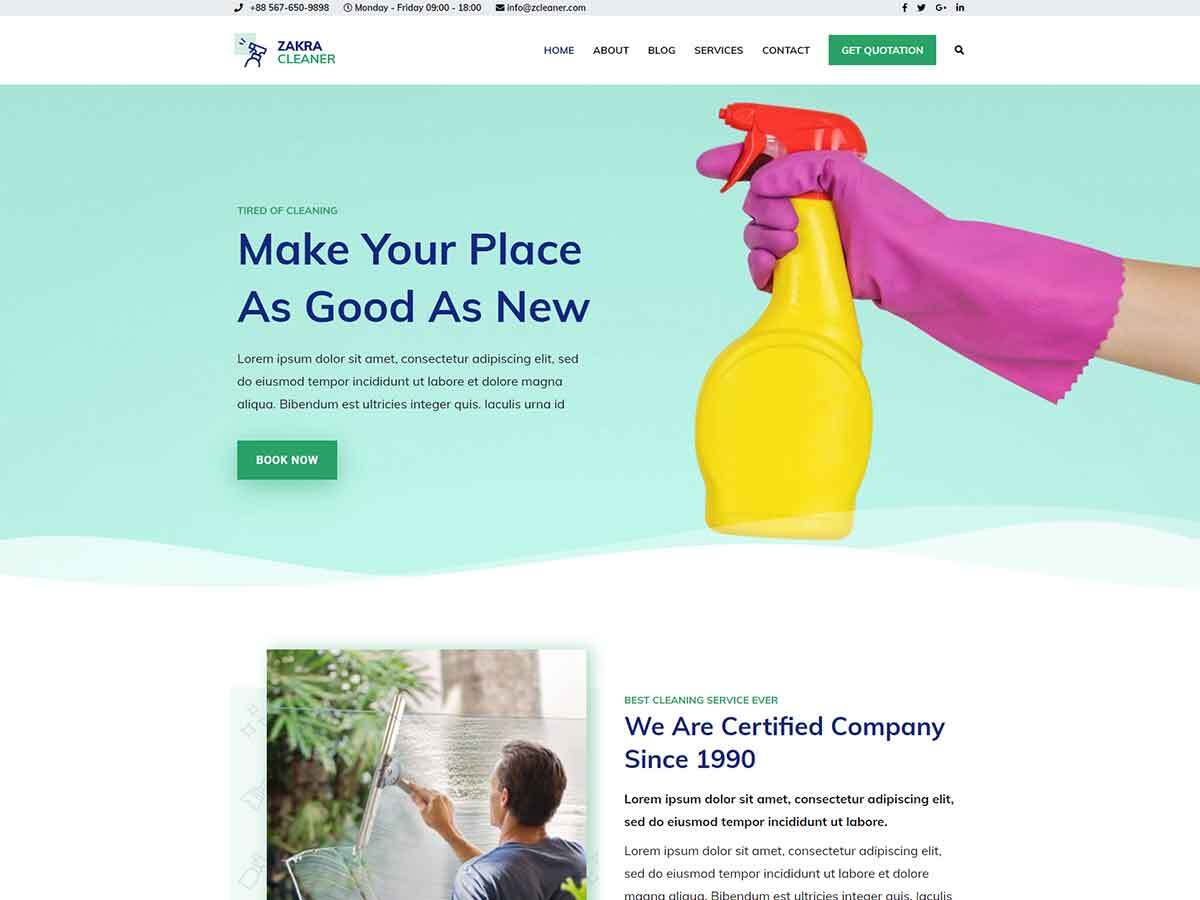 +88 567-650-9898 Monday - Friday 09:00 - 18:00 info@zcleaner.com
ZAKRA
CLEANER
HOME ABOUT BLOG SERVICES CONTACT GET QUOTATION
TIRED OF CLEANING
Make Your Place
As Good As New
Lorem ipsum dolor sit amet, consectetur adipiscing elit, sed
do eiusmod tempor incididunt ut labore et dolore magna
aliqua. Bibendum est ultricies integer quis. Iaculis urna id
BOOK NOW
BEST CLEANING SERVICE EVER
We Are Certified Company
Since 1990
Lorem ipsum dolor sit amet, consectetur adipiscing elit,
sed do eiusmod tempor incididunt ut labore.
Lorem ipsum dolor sit amet, consectetur adipiscing elit,
sed do eiusmod tempor incididunt ut labore et dolore
magna aliqua. Bibendum est ultricies integer quis. Iaculis